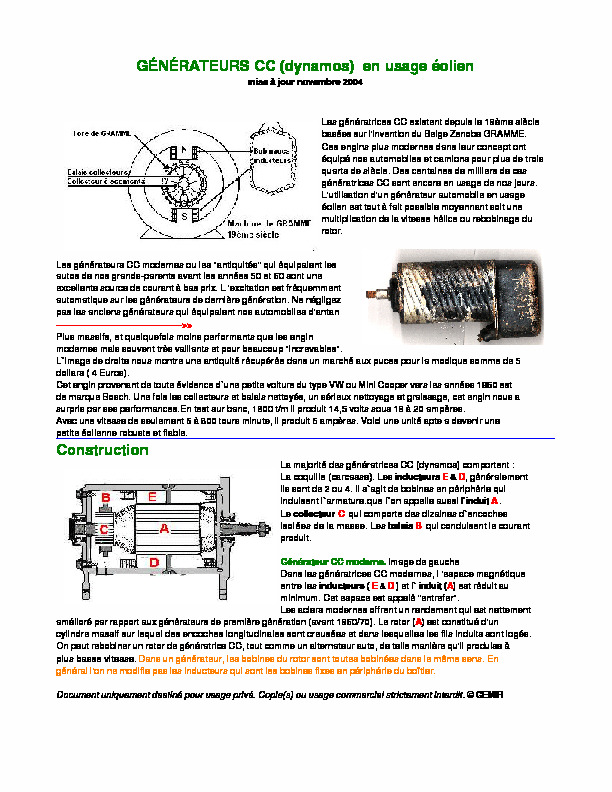 GÉNÉRATEURS CC (dynamos) en usage éolien
mise à jour novembre 2004
Tore de GRAMME
Bobinages
inducteurs
N
Balais collecteurs
Collecteur à segments
S
Machine de GRAMME
19ème siècle
Les génératrices CC existent depuis le 19ème siècle
basées sur l'invention du Belge Zenobe GRAMME.
Ces engins plus modernes dans leur concept ont
équipé nos automobiles et camions pour plus de trois
quarts de siècle. Des centaines de milliers de ces
génératrices CC sont encore en usage de nos jours.
L'utilisation d'un générateur automobile en usage
éolien est tout à fait possible moyennant soit une
multiplication de la vitesse hélice ou rebobinage du
rotor.
Les générateurs CC modernes ou les "antiquités" qui équipaient les
autos de nos grands-parents avant les années 50 et 60 sont une
excellente source de courant à bas prix. L'excitation est fréquemment
automatique sur les générateurs de dernière génération. Ne négligez
pas les anciens générateurs qui équipaient nos automobiles d'antan
»»
Plus massifs, et quelquefois moins performants que les engins
modernes mais souvent très vaillants et pour beaucoup "increvables".
L`image de droite nous montre une antiquité récupérée dans un marché aux puces pour la modique somme de 5
dollars ( 4 Euros).
Cet engin provenant de toute évidence d`une petite voiture du type VW ou Mini Cooper vers les années 1960 est
de marque Bosch. Une fois les collecteurs et balais nettoyés, un sérieux nettoyage et graissage, cet engin nous a
surpris par ses performances. En test sur banc, 1800 t/m il produit 14,5 volts sous 18 à 20 ampères.
Avec une vitesse de seulement 5 à 600 tours minute, il produit 5 ampères. Voici une unité apte à devenir une
petite éolienne robuste et fiable.
Construction
La majorité des génératrices CC (dynamos) comportent :
La coquille (carcasse). Les inducteurs E & D, généralement
ils sont de 2 ou 4. Il s`agit de bobines en périphérie qui
induisent l`armature que l`on appelle aussi l`induit A .
Le collecteur C qui comporte des dizaines d`encoches
isolées de la masse. Les balais B qui conduisent le courant
produit.
B E
C A
D
Générateur CC moderne. Image de gauche
Dans les génératrices CC modernes, l`espace magnétique
entre les inducteurs ( E & D ) et l` induit (A) est réduit au
minimum. Cet espace est appelé "entrefer".
Les aciers modernes offrent un rendement qui est nettement
amélioré par rapport aux générateurs de première génération (avant 1960/70). Le rotor (A) est constitué d'un
cylindre massif sur lequel des encoches longitudinales sont creusées et dans lesquelles les fils induits sont logés.
On peut rebobiner un rotor de génératrice CC, tout comme un alternateur auto, de telle manière qu'il produise à
plus basse vitesse. Dans un générateur, les bobines du rotor sont toutes bobinées dans le même sens. En
général l'on ne modifie pas les inducteurs qui sont les bobines fixes en périphérie du boîtier.
Document uniquement destiné pour usage privé. Copie(s) ou usage commercial strictement interdit. © CEMR